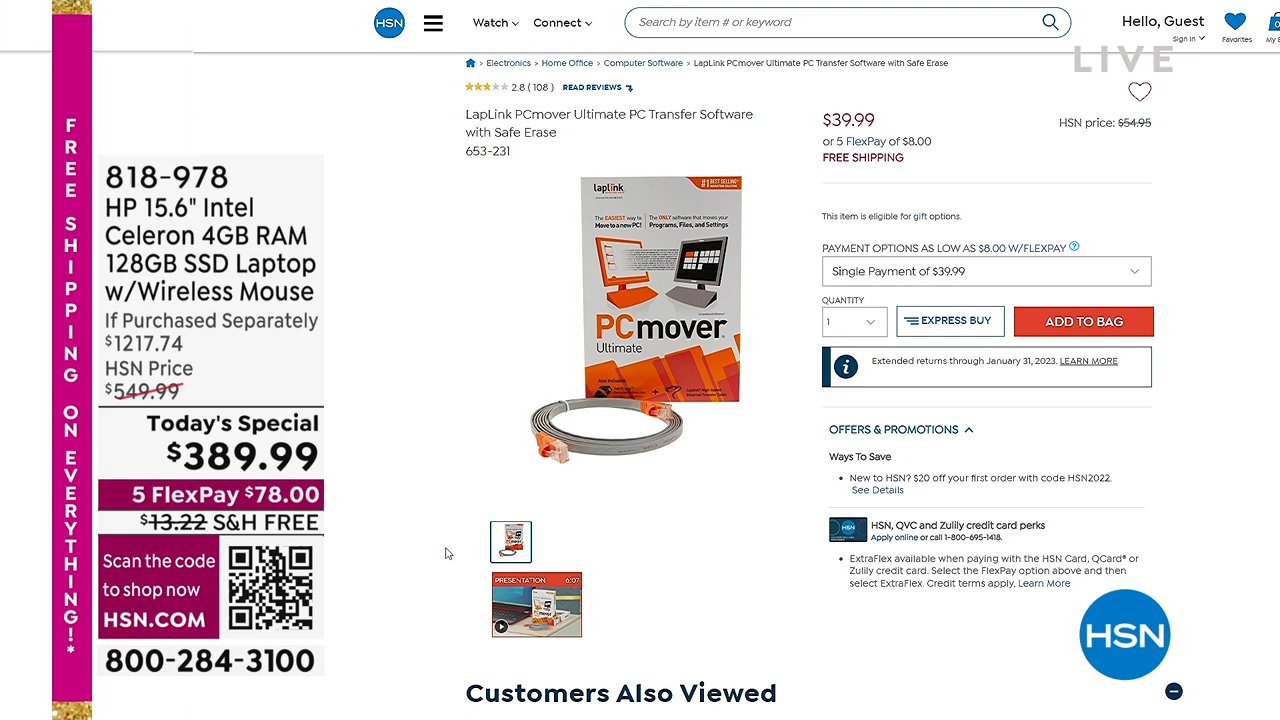 FREE SHIPPING ON EVERYTHING!*
818-978
HP 15.6" Intel
Celeron 4GB RAM
128GB SSD Laptop
w/Wireless Mouse
If Purchased Separately
$1217.74
HSN Price
$549.99
Today's Special
$389.99
5 FlexPay $78.00
$13.22 S&H FREE
Scan the code
to shop now
HSN.COM
800-284-3100
HSN
Watch
Connect
Search by item # or keyword
Hello, Guest
Sign In
Favorites
LIVE
Electronics > Home Office > Computer Software > LapLink PCmover Ultimate PC Transfer Software with Safe Erase
2.8 ( 108 ) READ REVIEWS
LapLink PCmover Ultimate PC Transfer Software
with Safe Erase
653-231
laplink
#1 BEST SELLING
The EASIEST way to
Move to a new PC!
The ONLY software that moves your
Programs, Files, and Settings
PCmover
Ultimate
Also Includes:
PRESENTATION 6:07
$39.99
HSN price: $54.95
or 5 FlexPay of $8.00
FREE SHIPPING
This item is eligible for gift options.
PAYMENT OPTIONS AS LOW AS $8.00 W/FLEXPAY ?
Single Payment of $39.99
QUANTITY
1
EXPRESS BUY
ADD TO BAG
Extended returns through January 31, 2023. LEARN MORE
OFFERS & PROMOTIONS
Ways To Save
• New to HSN? $20 off your first order with code HSN2022.
See Details
HSN, QVC and Zulily credit card perks
Apply online or call 1-800-695-1418.
• ExtraFlex available when paying with the HSN Card, QCard® or
Zulily credit card. Select the FlexPay option above and then
select ExtraFlex. Credit terms apply. Learn More
HSN
Customers Also Viewed